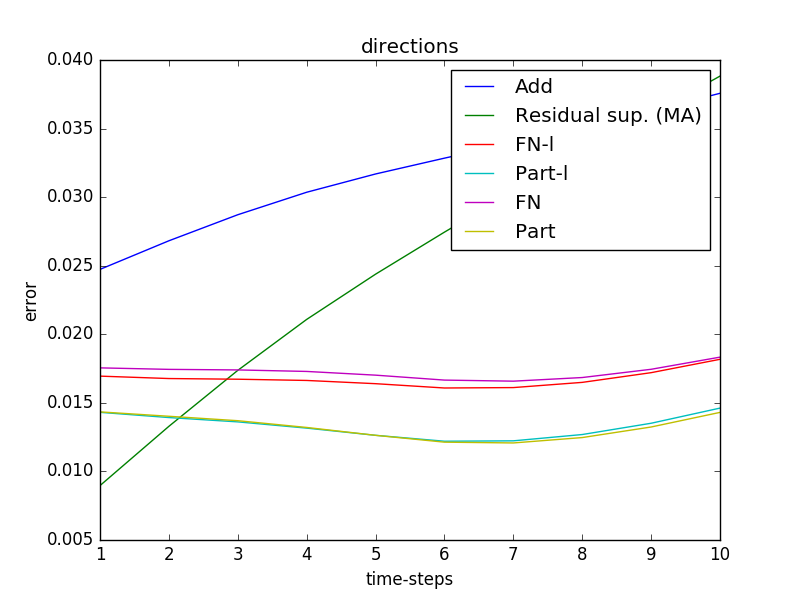 directions
0.040
0.035
0.030
0.025
0.020
0.015
0.010
0.005
error
Add
Residual sup. (MA)
FN-l
Part-l
FN
Part
1 2 3 4 5 6 7 8 9 10
time-steps